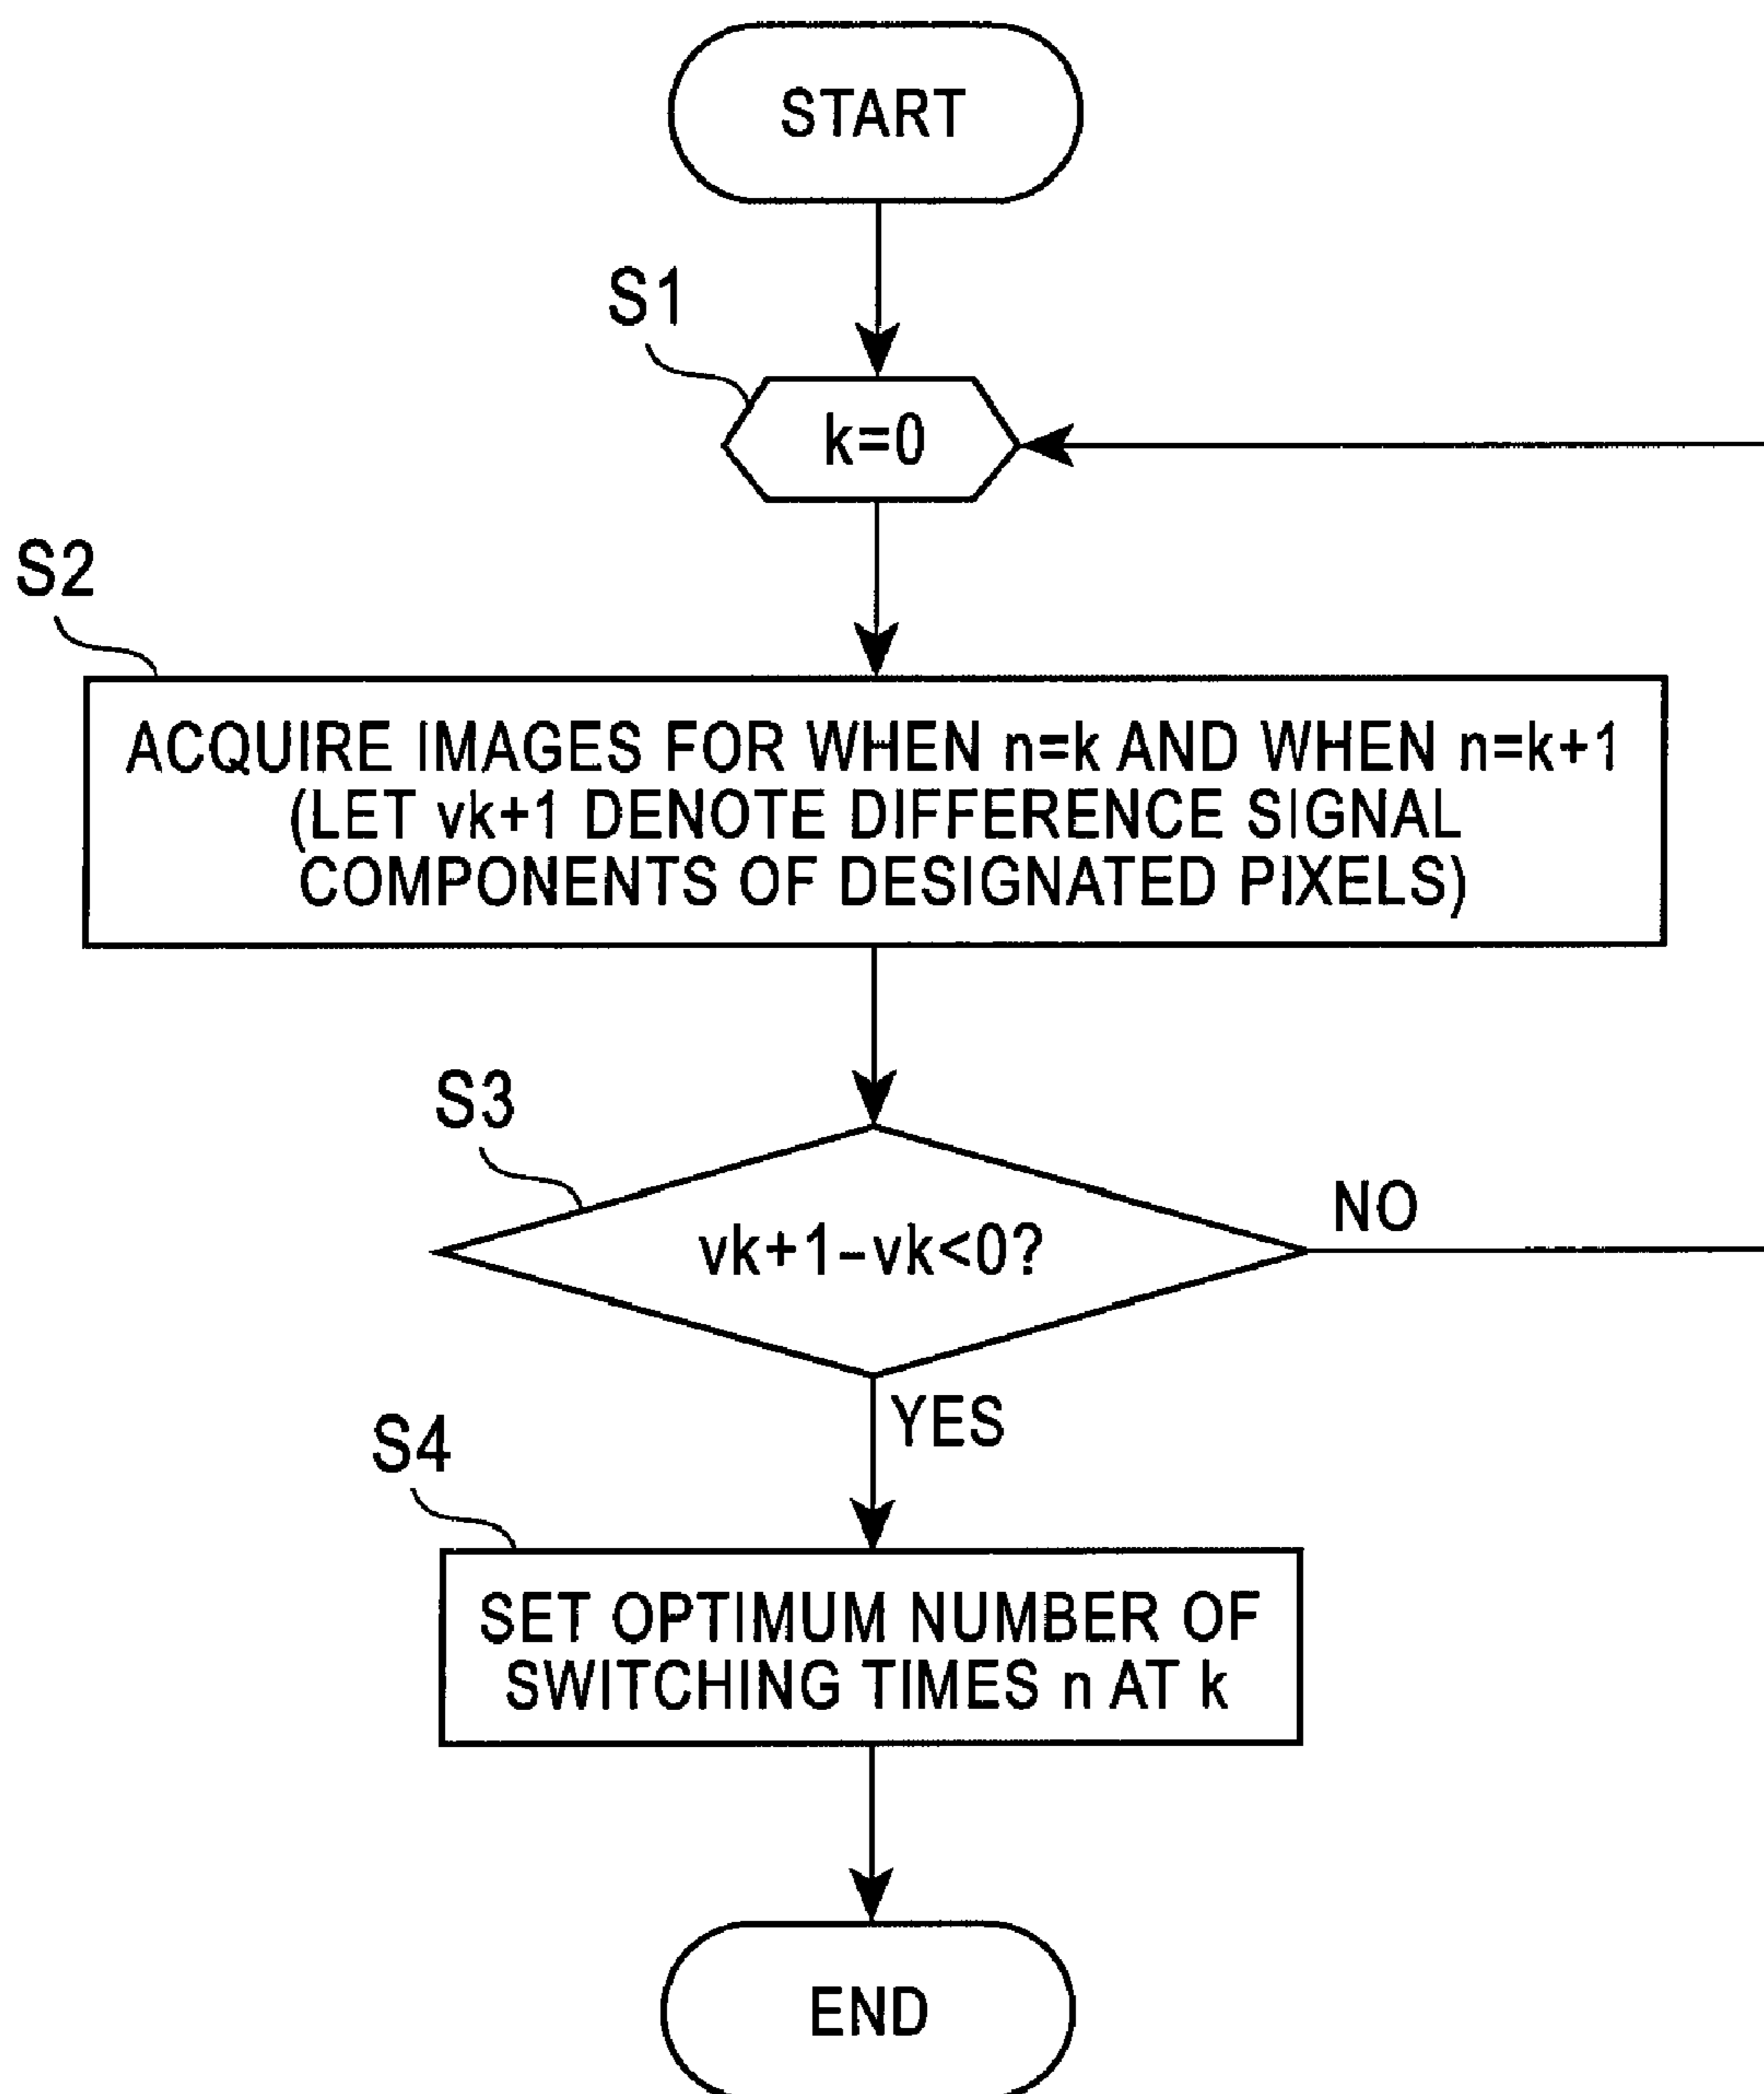 START
S1
k=0
S2
ACQUIRE IMAGES FOR WHEN n=k AND WHEN n=k+1
(LET vk+1 DENOTE DIFFERENCE SIGNAL
COMPONENTS OF DESIGNATED PIXELS)
S3
vk+1-vk<0?
NO
YES
S4
SET OPTIMUM NUMBER OF
SWITCHING TIMES n AT k
END